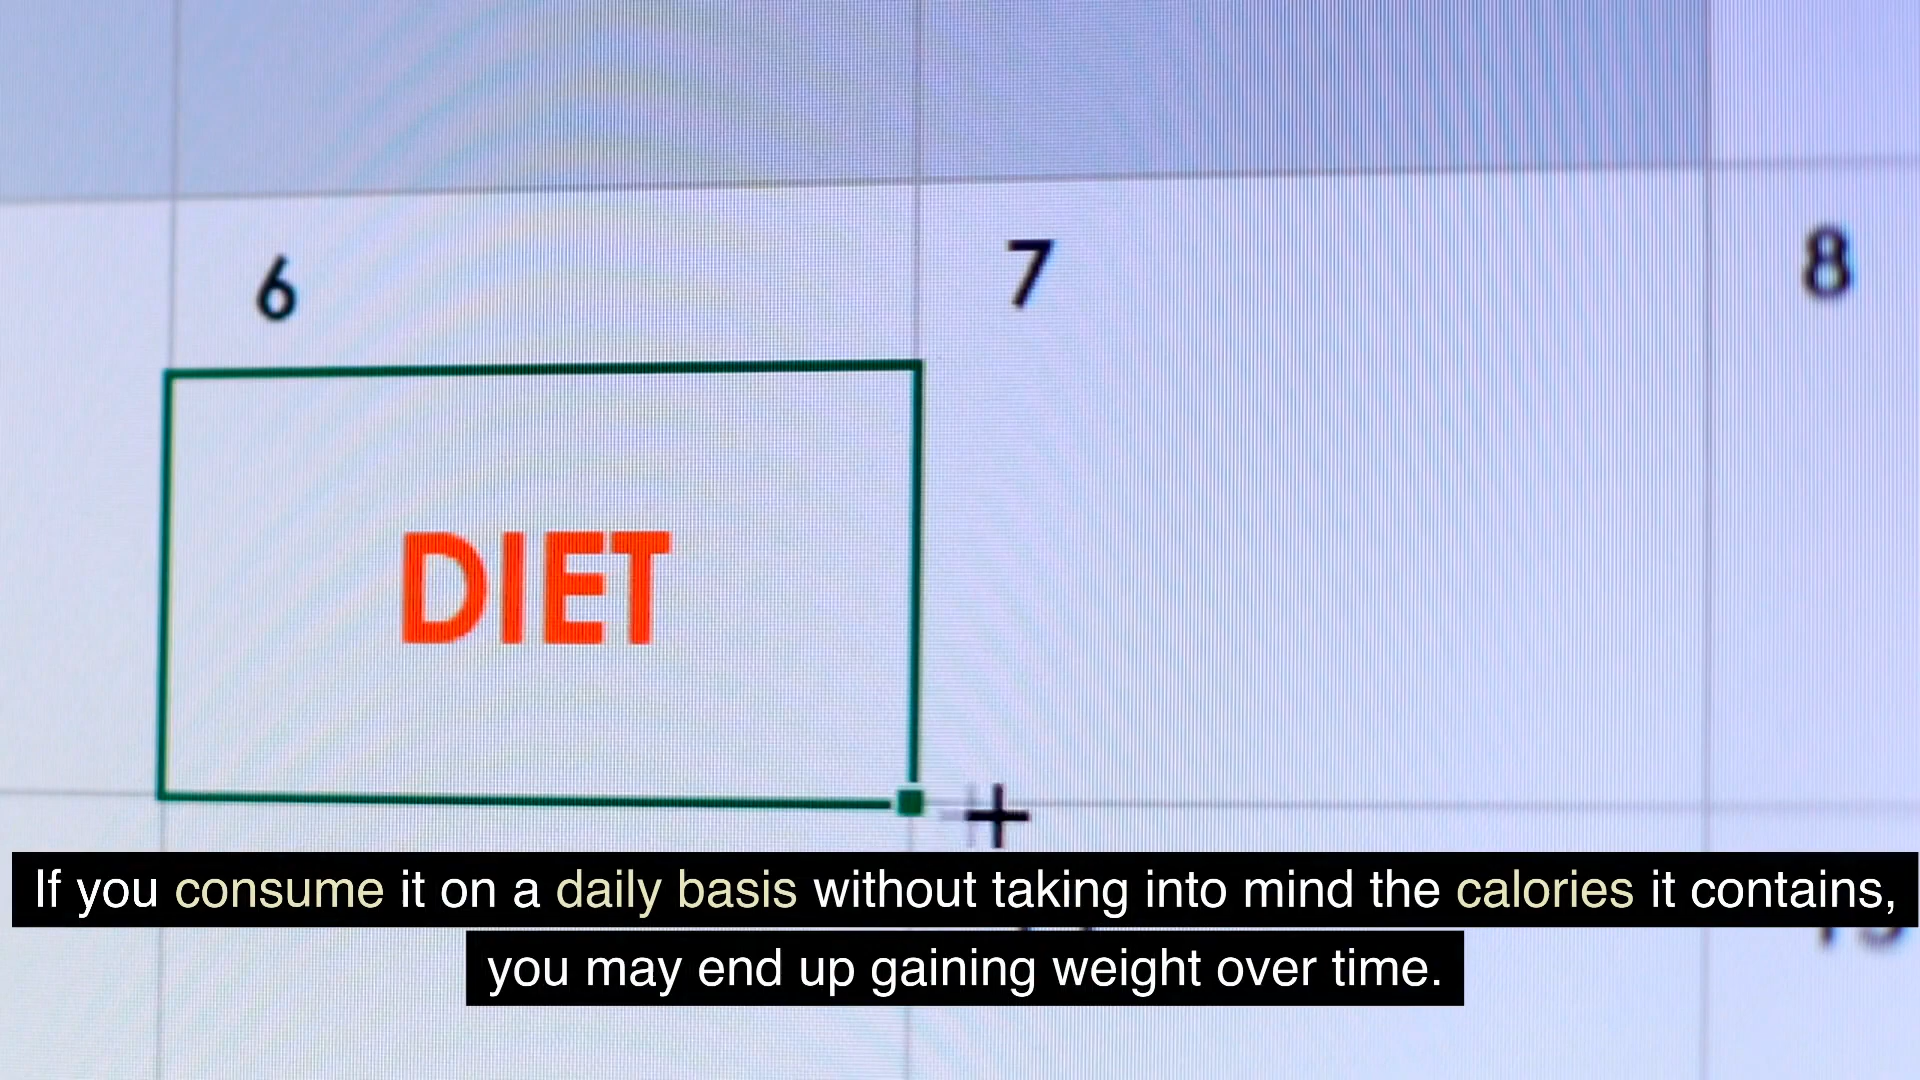 6 7 8
DIET
If you consume it on a daily basis without taking into mind the calories it contains,
you may end up gaining weight over time.